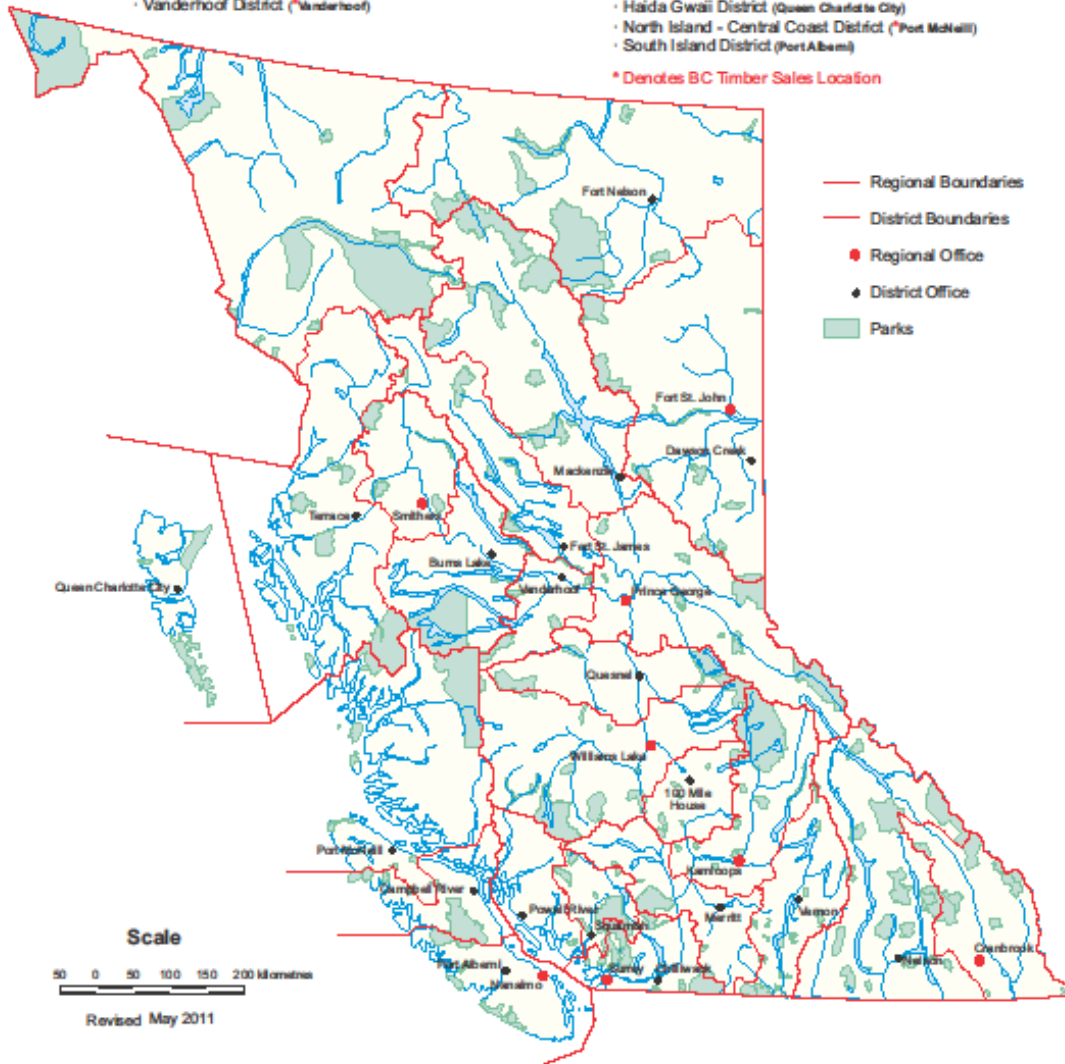 · Vanderhoof District (*Vanderhoof)
· Haida Gwaii District (Queen Charlotte City)
· North Island - Central Coast District (*Port McNeill)
· South Island District (Port Alberni)
* Denotes BC Timber Sales Location
Regional Boundaries
District Boundaries
Regional Office
District Office
Parks
Fort Nelson
Fort St. John
Dawson Creek
Mackenzie
Terrace
Smithers
Fort St. James
Burns Lake
Vanderhoof
Queen Charlotte City
Prince George
Quesnel
Williams Lake
100 Mile
House
Port McNeill
Kamloops
Campbell River
Powell River
Merritt
Vernon
Squamish
Scale
50 0 50 100 150 200 kilometres
Port Alberni
Nanaimo
Surrey
Chilliwack
Nelson
Cranbrook
Revised May 2011